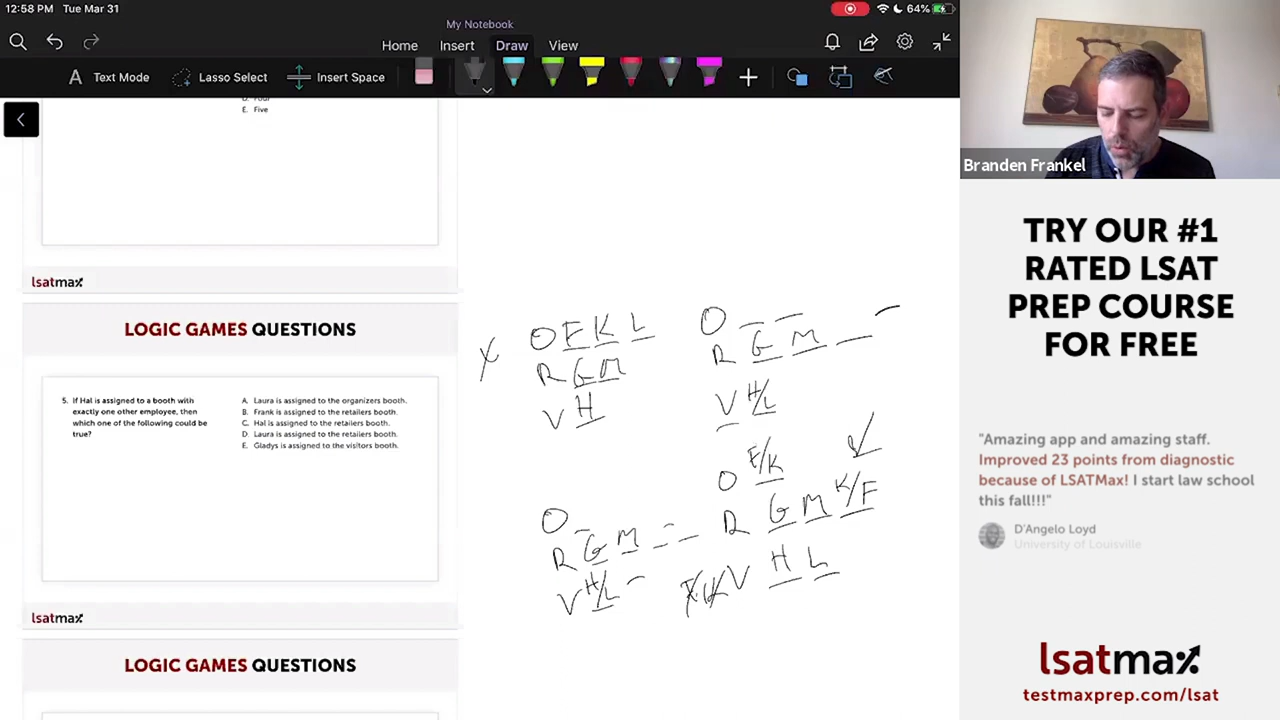 12:58 PM Tue Mar 31
64%
My Notebook
Home Insert Draw View
A Text Mode Lasso Select Insert Space
E. Five
lsatmax
LOGIC GAMES QUESTIONS
5. If Hal is assigned to a booth with
exactly one other employee, then
which one of the following could be
true?
A. Laura is assigned to the organizers booth.
B. Frank is assigned to the retailers booth.
C. Hal is assigned to the retailers booth.
D. Laura is assigned to the retailers booth.
E. Gladys is assigned to the visitors booth.
lsatmax
LOGIC GAMES QUESTIONS
X O F K L
R G M
V H
O
R G M
V H/L
O F/K
R G M K/F
V H L
O
R G M
V H/L
Branden Frankel
TRY OUR #1
RATED LSAT
PREP COURSE
FOR FREE
"Amazing app and amazing staff.
Improved 23 points from diagnostic
because of LSATMax! I start law school
this fall!!!"
D'Angelo Loyd
University of Louisville
lsatmax
testmaxprep.com/lsat